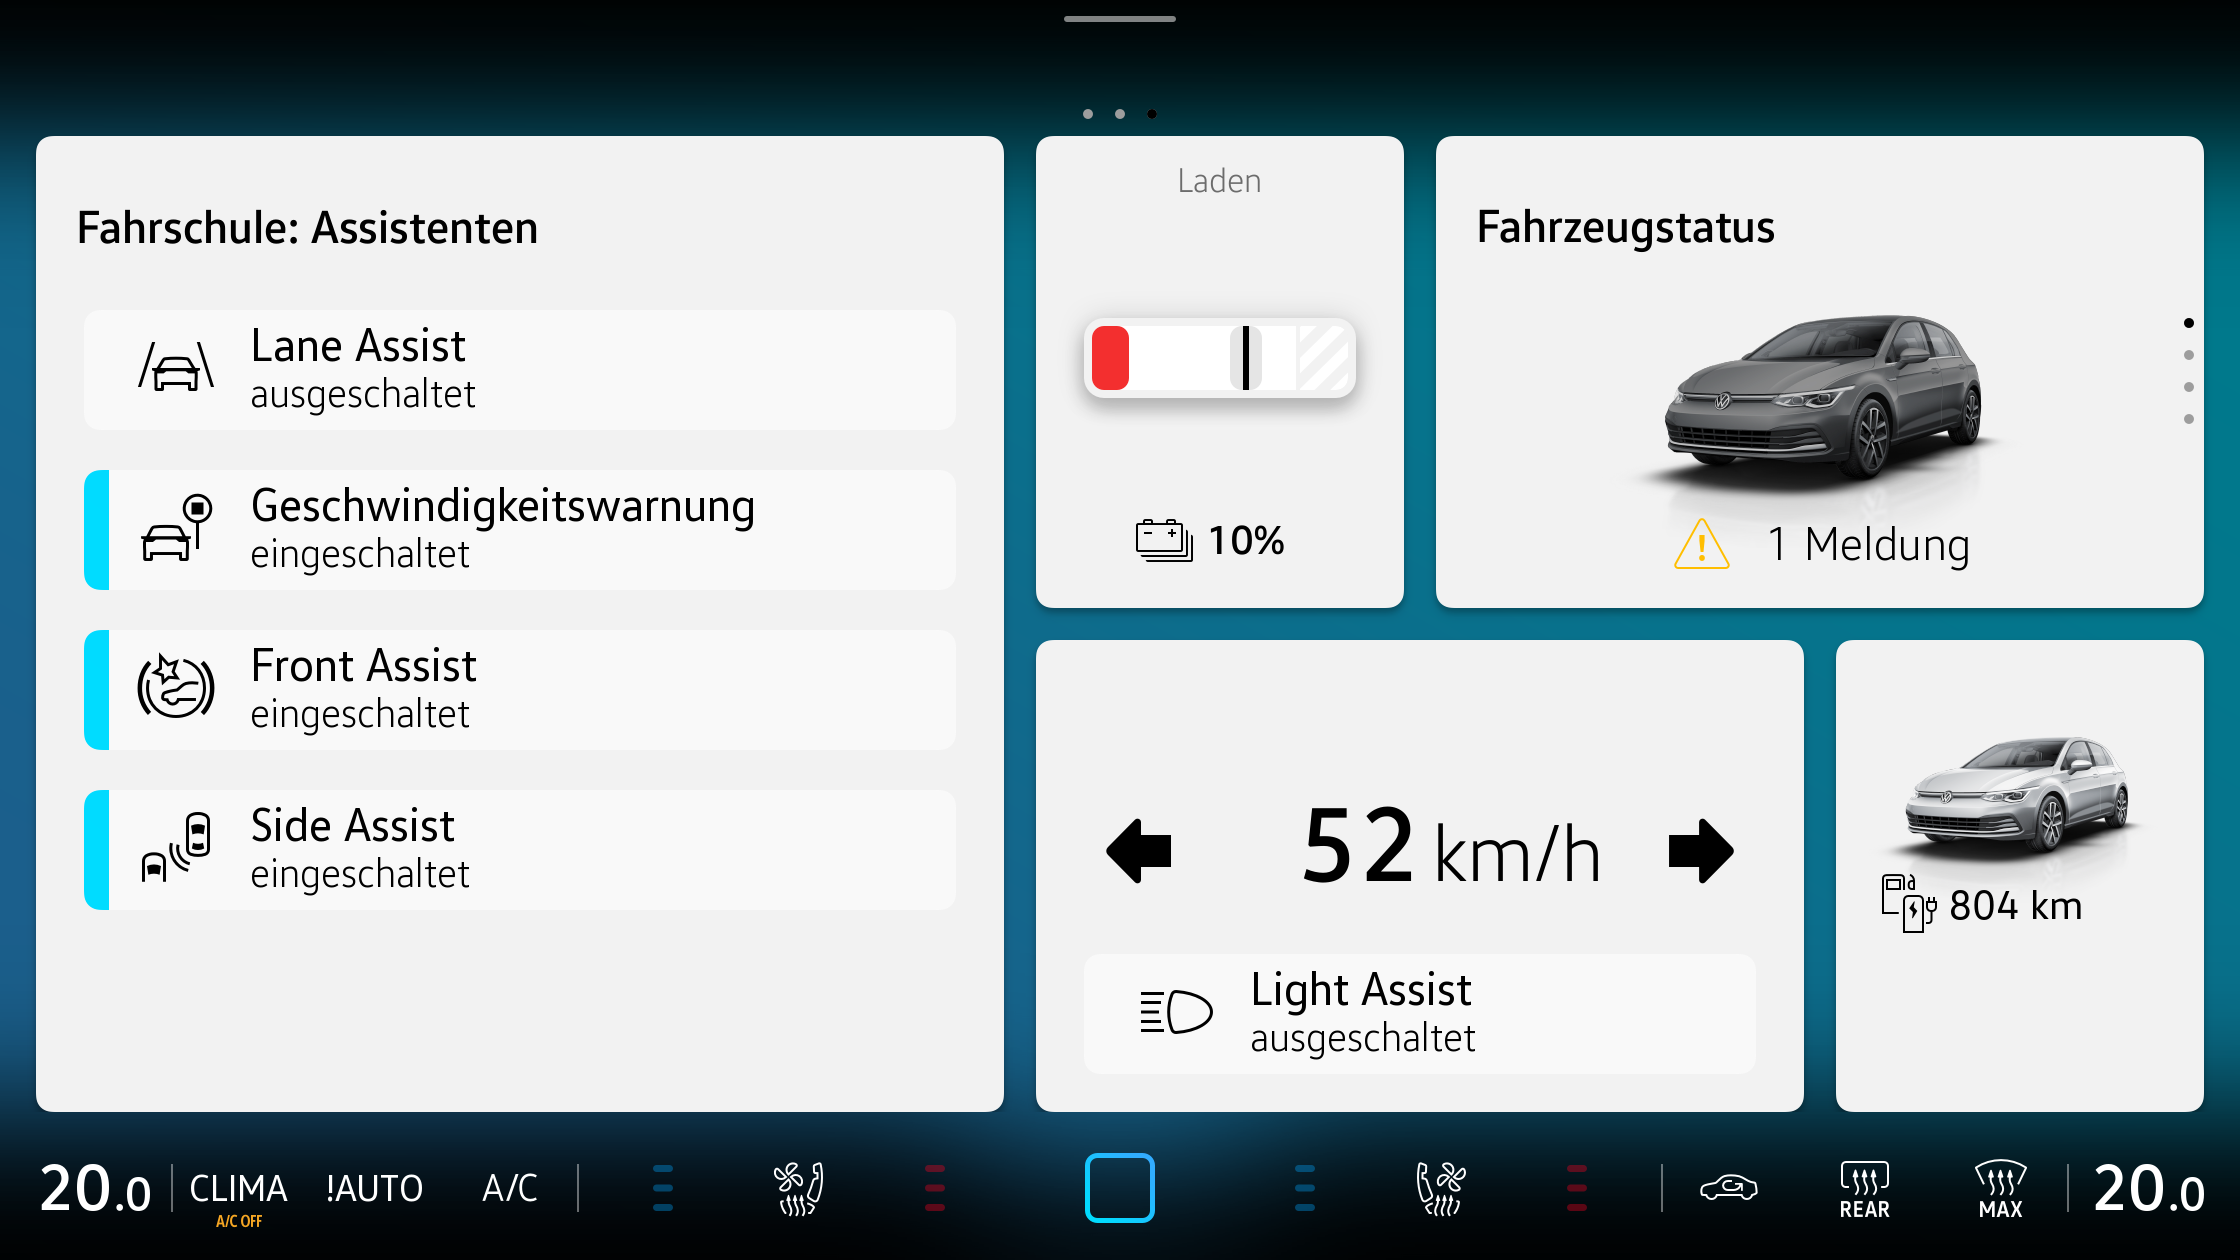 Fahrschule: Assistenten
Lane Assist
ausgeschaltet
Geschwindigkeitswarnung
eingeschaltet
Front Assist
eingeschaltet
Side Assist
eingeschaltet
Laden
10%
Fahrzeugstatus
1 Meldung
52 km/h
Light Assist
ausgeschaltet
804 km
20.0
CLIMA
A/C OFF
!AUTO
A/C
REAR
MAX
20.0